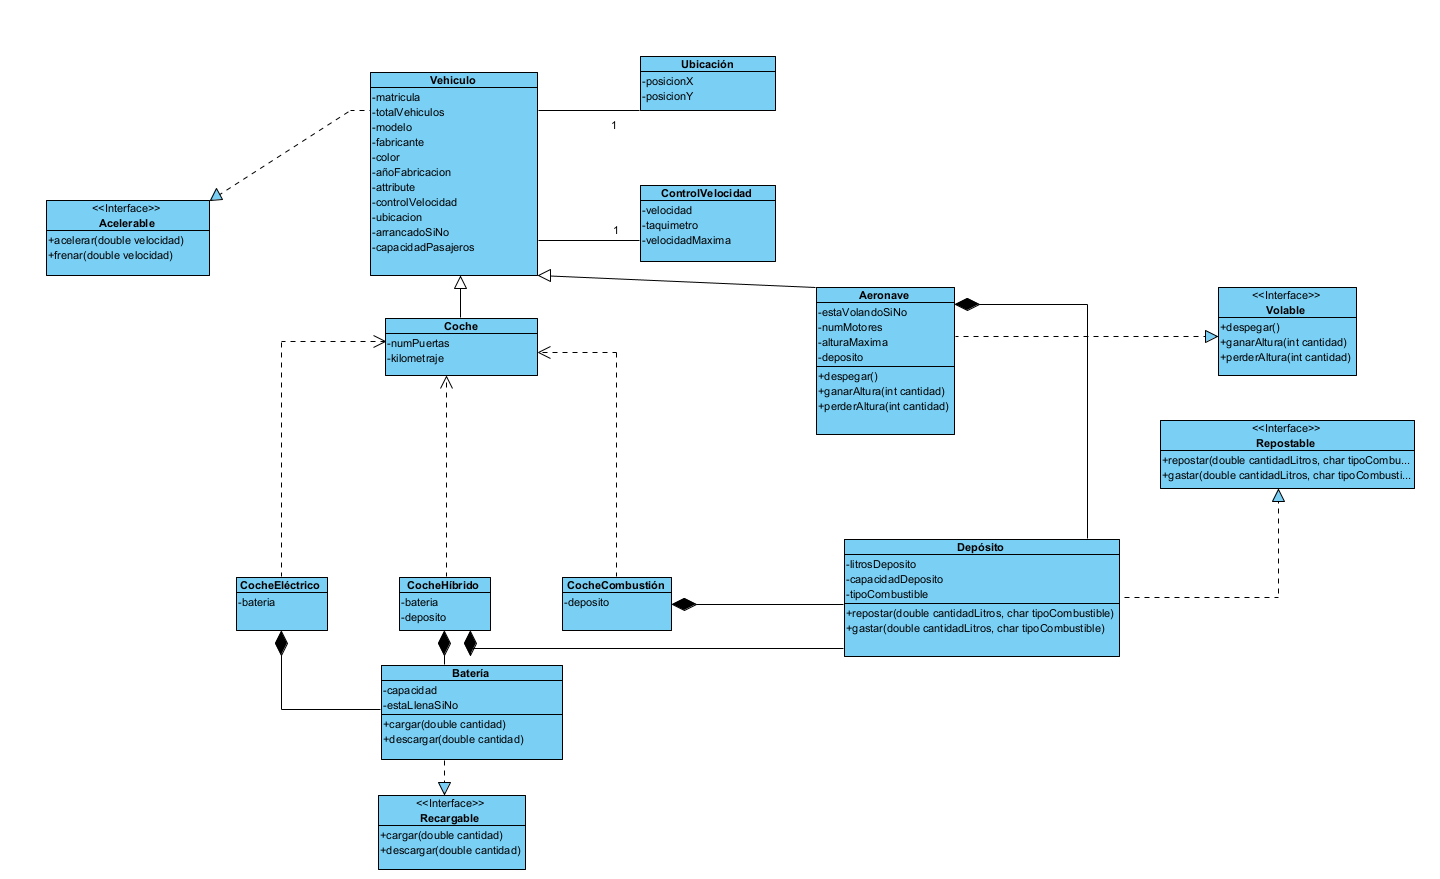 Vehiculo
-matricula
-totalVehiculos
-modelo
-fabricante
-color
-añoFabricacion
-attribute
-controlVelocidad
-ubicacion
-arrancadoSiNo
-capacidadPasajeros
Ubicación
-posicionX
-posicionY
1
ControlVelocidad
-velocidad
-taquimetro
-velocidadMaxima
1
<<Interface>>
Acelerable
+acelerar(double velocidad)
+frenar(double velocidad)
Coche
-numPuertas
-kilometraje
Aeronave
-estaVolandoSiNo
-numMotores
-alturaMaxima
-deposito
+despegar()
+ganarAltura(int cantidad)
+perderAltura(int cantidad)
<<Interface>>
Volable
+despegar()
+ganarAltura(int cantidad)
+perderAltura(int cantidad)
<<Interface>>
Repostable
+repostar(double cantidadLitros, char tipoCombu...
+gastar(double cantidadLitros, char tipoCombusti...
Depósito
-litrosDeposito
-capacidadDeposito
-tipoCombustible
+repostar(double cantidadLitros, char tipoCombustible)
+gastar(double cantidadLitros, char tipoCombustible)
CocheEléctrico
-bateria
CocheHíbrido
-bateria
-deposito
CocheCombustión
-deposito
Batería
-capacidad
-estaLlenaSiNo
+cargar(double cantidad)
+descargar(double cantidad)
<<Interface>>
Recargable
+cargar(double cantidad)
+descargar(double cantidad)